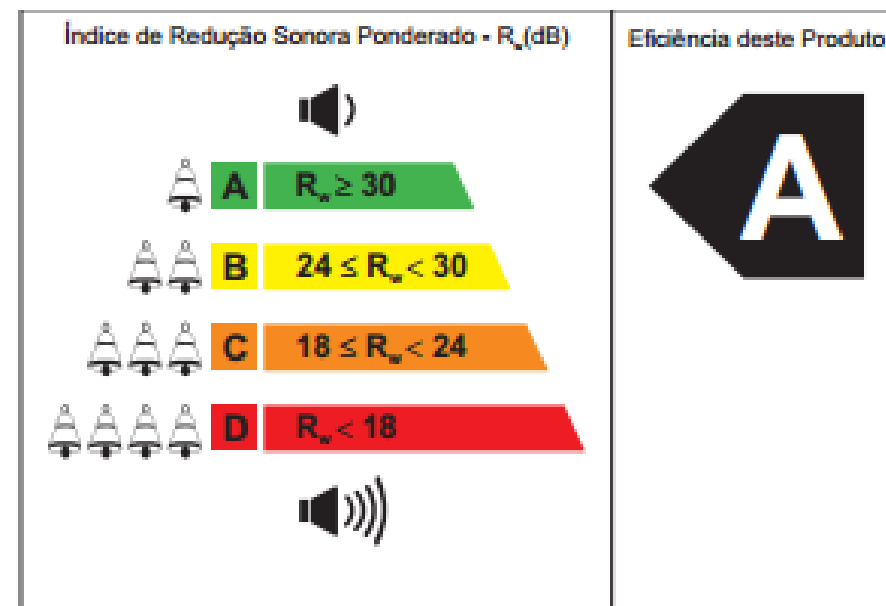 Índice de Redução Sonora Ponderado - Rw(dB)
Eficiência deste Produto
A Rw ≥ 30
A
B 24 ≤ Rw < 30
C 18 ≤ Rw < 24
D Rw < 18